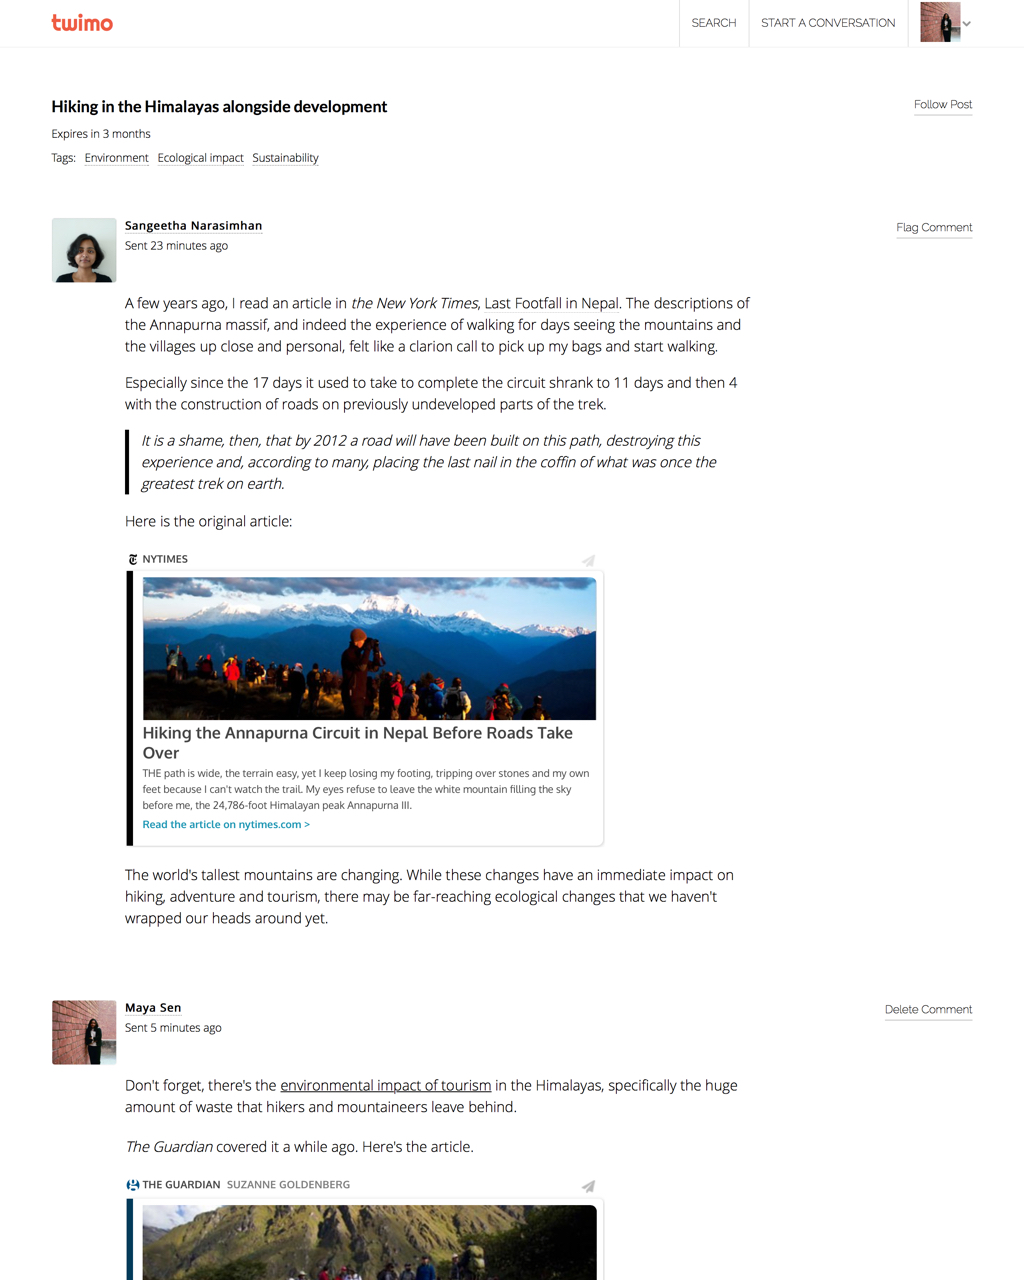 twimo
SEARCH
START A CONVERSATION
Hiking in the Himalayas alongside development
Follow Post
Expires in 3 months
Tags: Environment Ecological impact Sustainability
Sangeetha Narasimhan
Flag Comment
Sent 23 minutes ago
A few years ago, I read an article in the New York Times, Last Footfall in Nepal. The descriptions of
the Annapurna massif, and indeed the experience of walking for days seeing the mountains and
the villages up close and personal, felt like a clarion call to pick up my bags and start walking.
Especially since the 17 days it used to take to complete the circuit shrank to 11 days and then 4
with the construction of roads on previously undeveloped parts of the trek.
It is a shame, then, that by 2012 a road will have been built on this path, destroying this
experience and, according to many, placing the last nail in the coffin of what was once the
greatest trek on earth.
Here is the original article:
NYTIMES
Hiking the Annapurna Circuit in Nepal Before Roads Take
Over
THE path is wide, the terrain easy, yet I keep losing my footing, tripping over stones and my own
feet because I can't watch the trail. My eyes refuse to leave the white mountain filling the sky
before me, the 24,786-foot Himalayan peak Annapurna III.
Read the article on nytimes.com >
The world's tallest mountains are changing. While these changes have an immediate impact on
hiking, adventure and tourism, there may be far-reaching ecological changes that we haven't
wrapped our heads around yet.
Maya Sen
Delete Comment
Sent 5 minutes ago
Don't forget, there's the environmental impact of tourism in the Himalayas, specifically the huge
amount of waste that hikers and mountaineers leave behind.
The Guardian covered it a while ago. Here's the article.
THE GUARDIAN SUZANNE GOLDENBERG